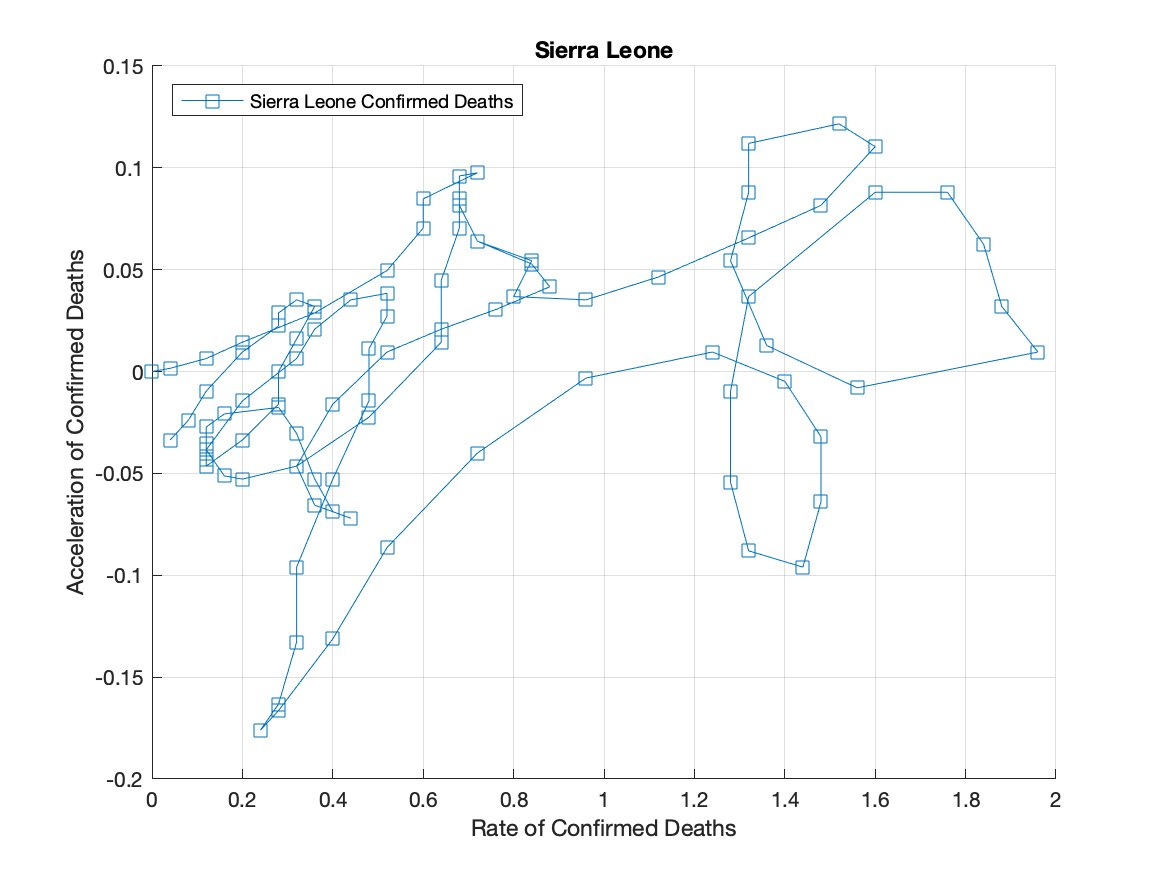 Sierra Leone
Sierra Leone Confirmed Deaths
0.15
0.1
0.05
0
-0.05
-0.1
-0.15
-0.2
Acceleration of Confirmed Deaths
0 0.2 0.4 0.6 0.8 1 1.2 1.4 1.6 1.8 2
Rate of Confirmed Deaths